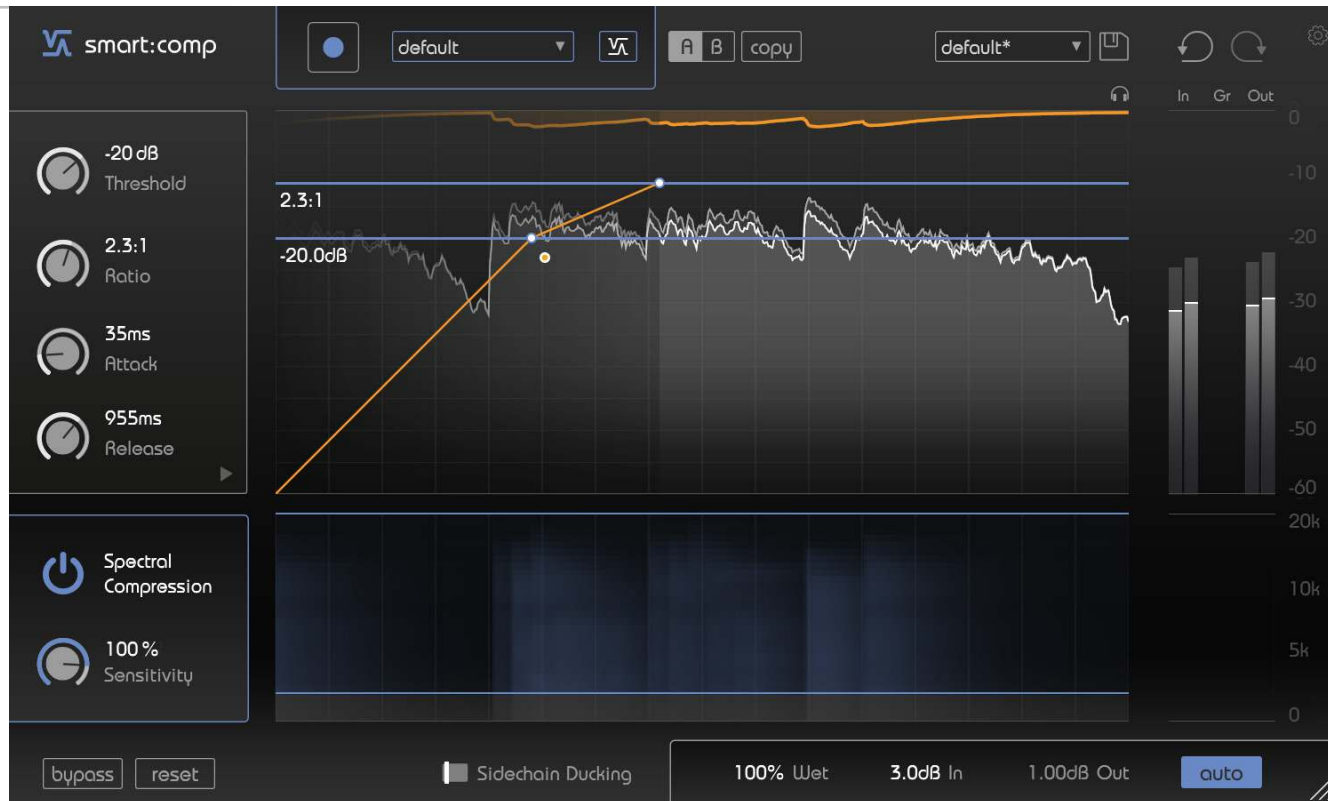 smart:comp
default
A B copy
default*
In Gr Out
-20 dB
Threshold
2.3:1
Ratio
35ms
Attack
955ms
Release
2.3:1
-20.0dB
0
-10
-20
-30
-40
-50
-60
Spectral
Compression
100 %
Sensitivity
20k
10k
5k
0
bypass reset
Sidechain Ducking
100% Wet 3.0dB In 1.00dB Out auto